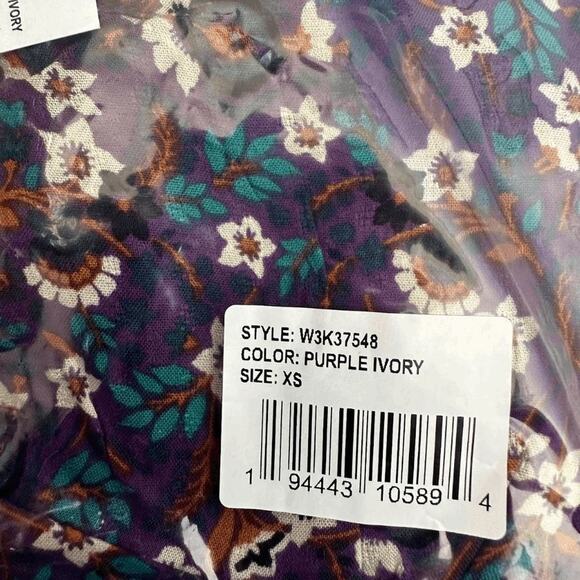 IVORY
STYLE: W3K37548
COLOR: PURPLE IVORY
SIZE: XS
1 94443 10589 4